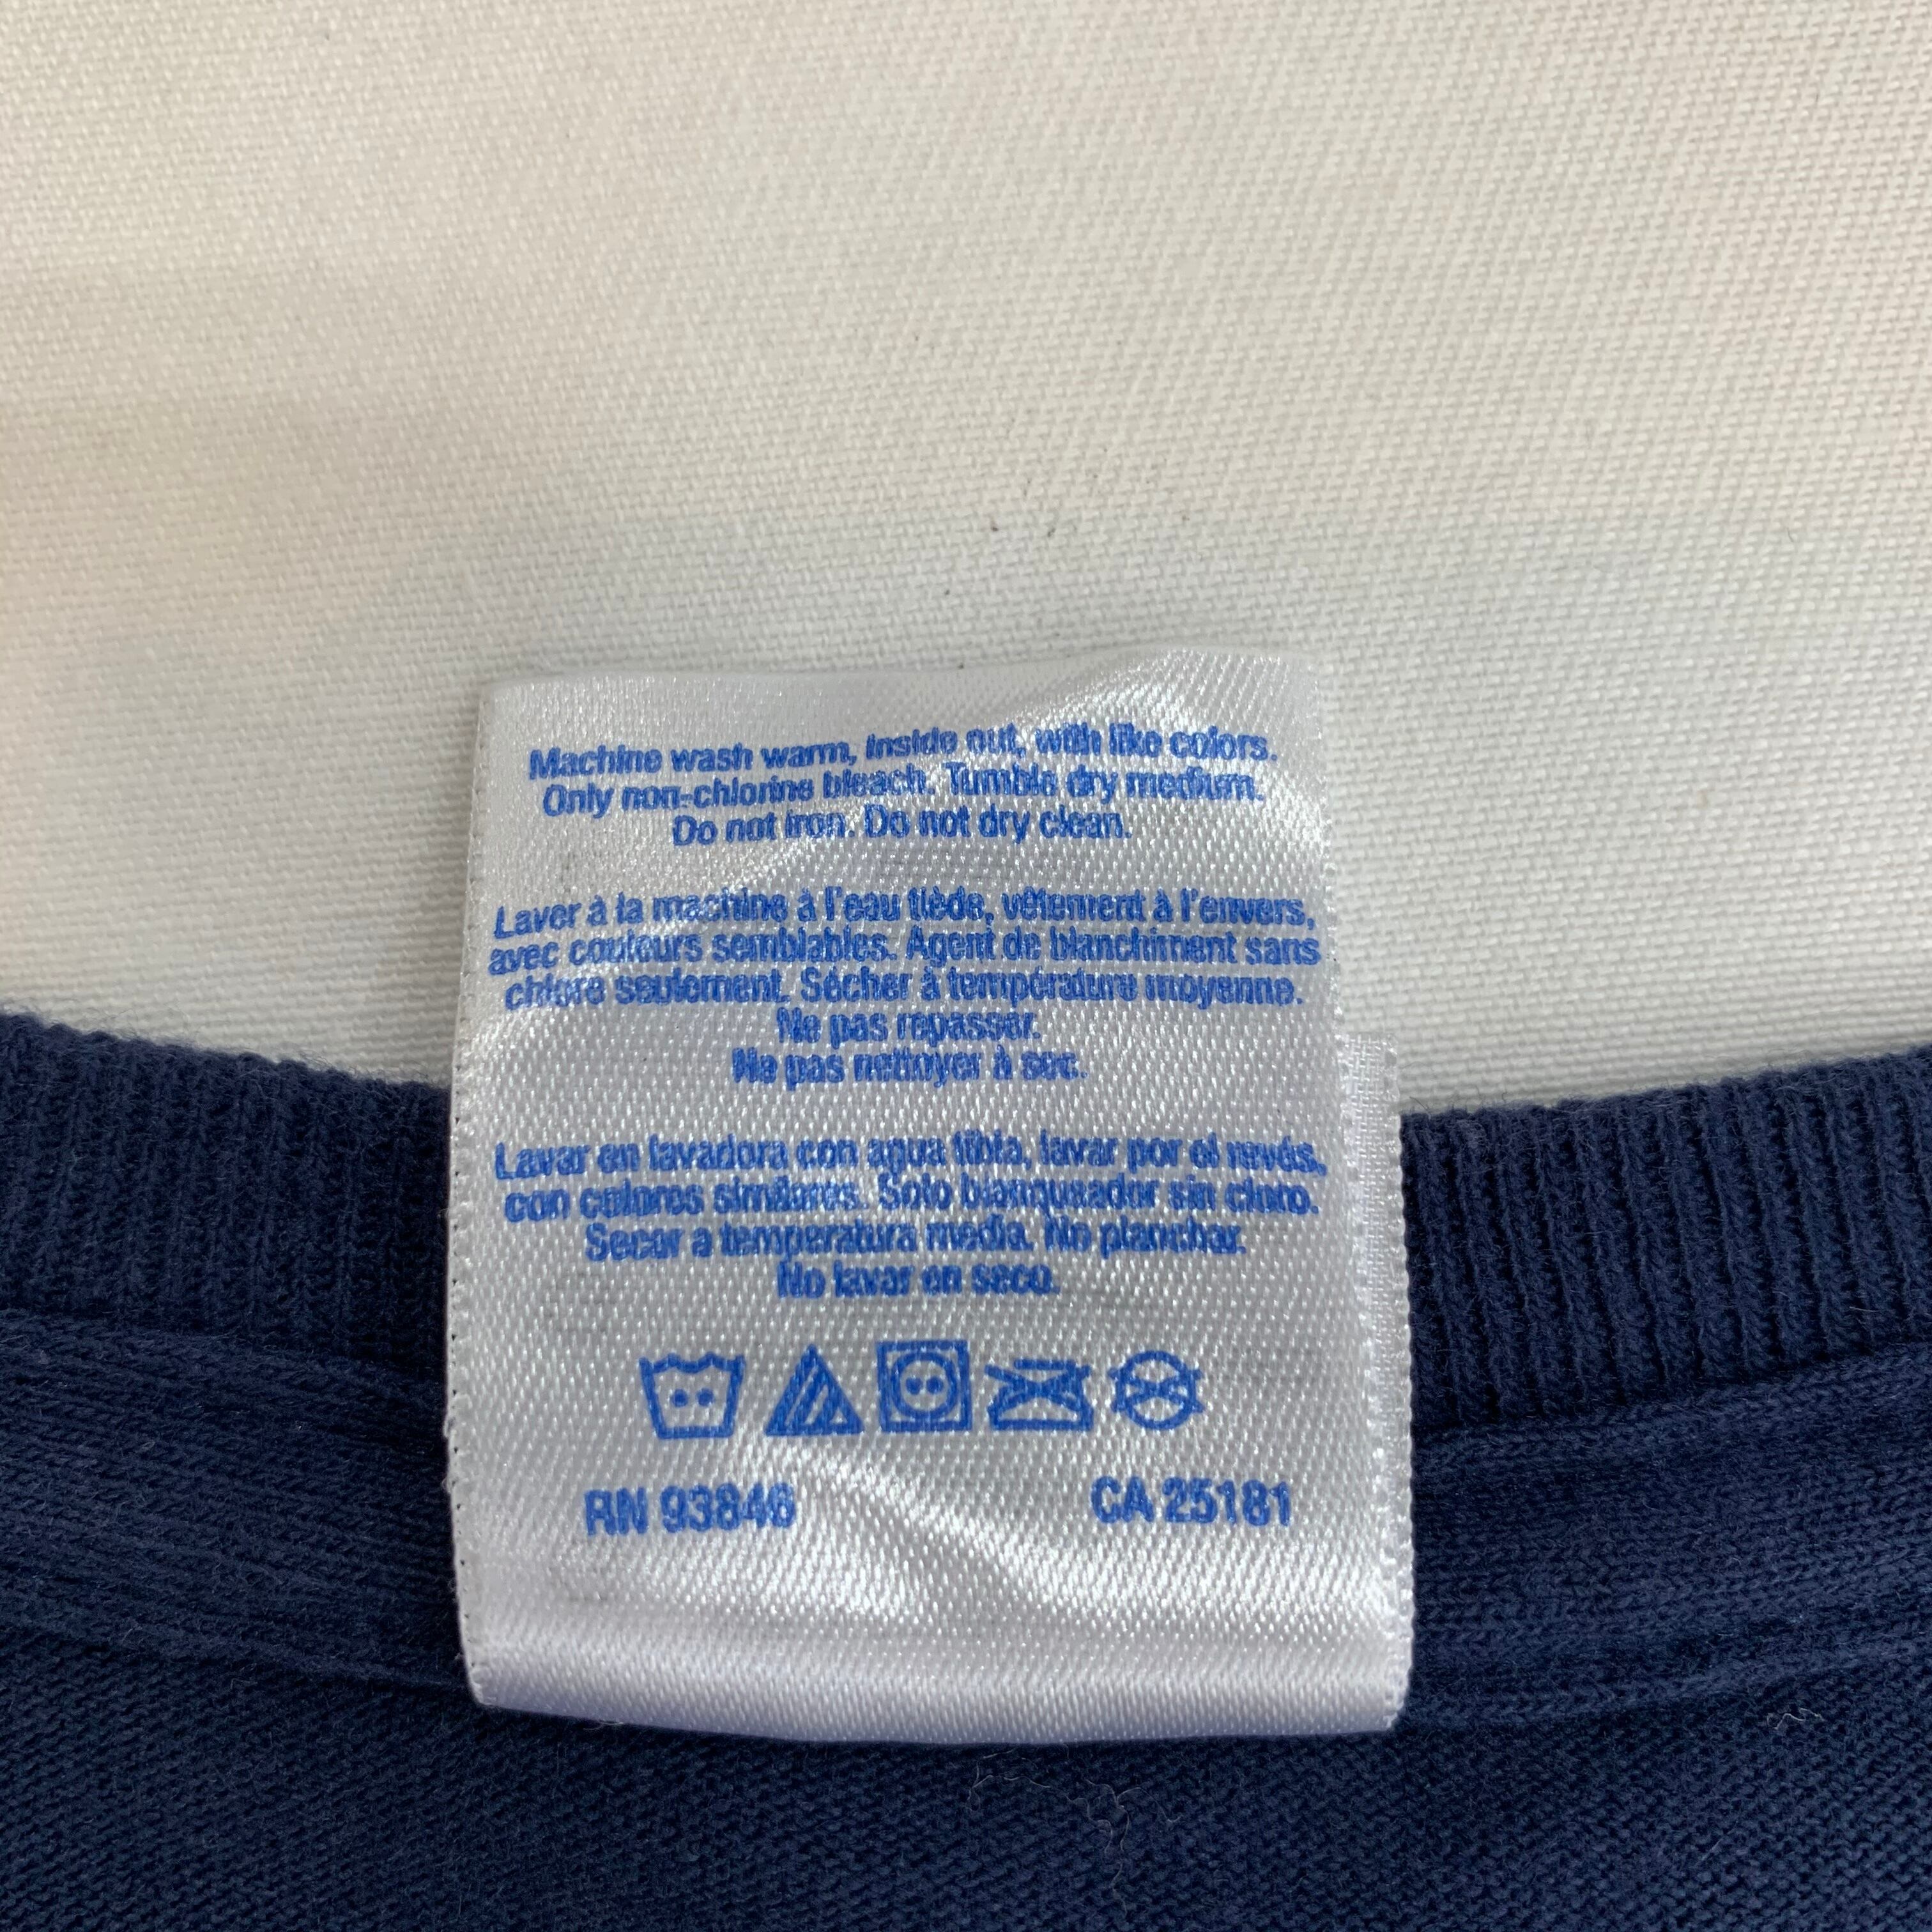 Machine wash warm, inside out, with like colors.
Only non-chlorine bleach. Tumble dry medium.
Do not iron. Do not dry clean.
Laver à la machine à l'eau tiède, vêtement à l'envers,
avec couleurs semblables. Agent de blanchiment sans
chlore seulement. Sécher à température moyenne.
Ne pas repasser.
Ne pas nettoyer à sec.
Lavar en lavadora con agua tibia, lavar por el revés,
con colores similares. Solo blanqueador sin cloro.
Secar a temperatura media. No planchar.
No lavar en seco.
RN 93846 CA 25181